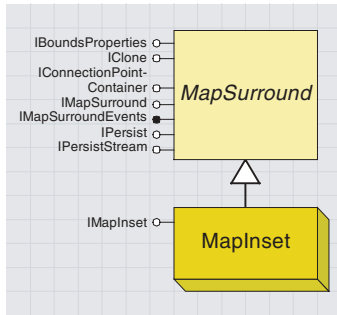 IBoundsProperties
IClone
IConnectionPoint-
Container
IMapSurround
IMapSurroundEvents
IPersist
IPersistStream
MapSurround
IMapInset
MapInset